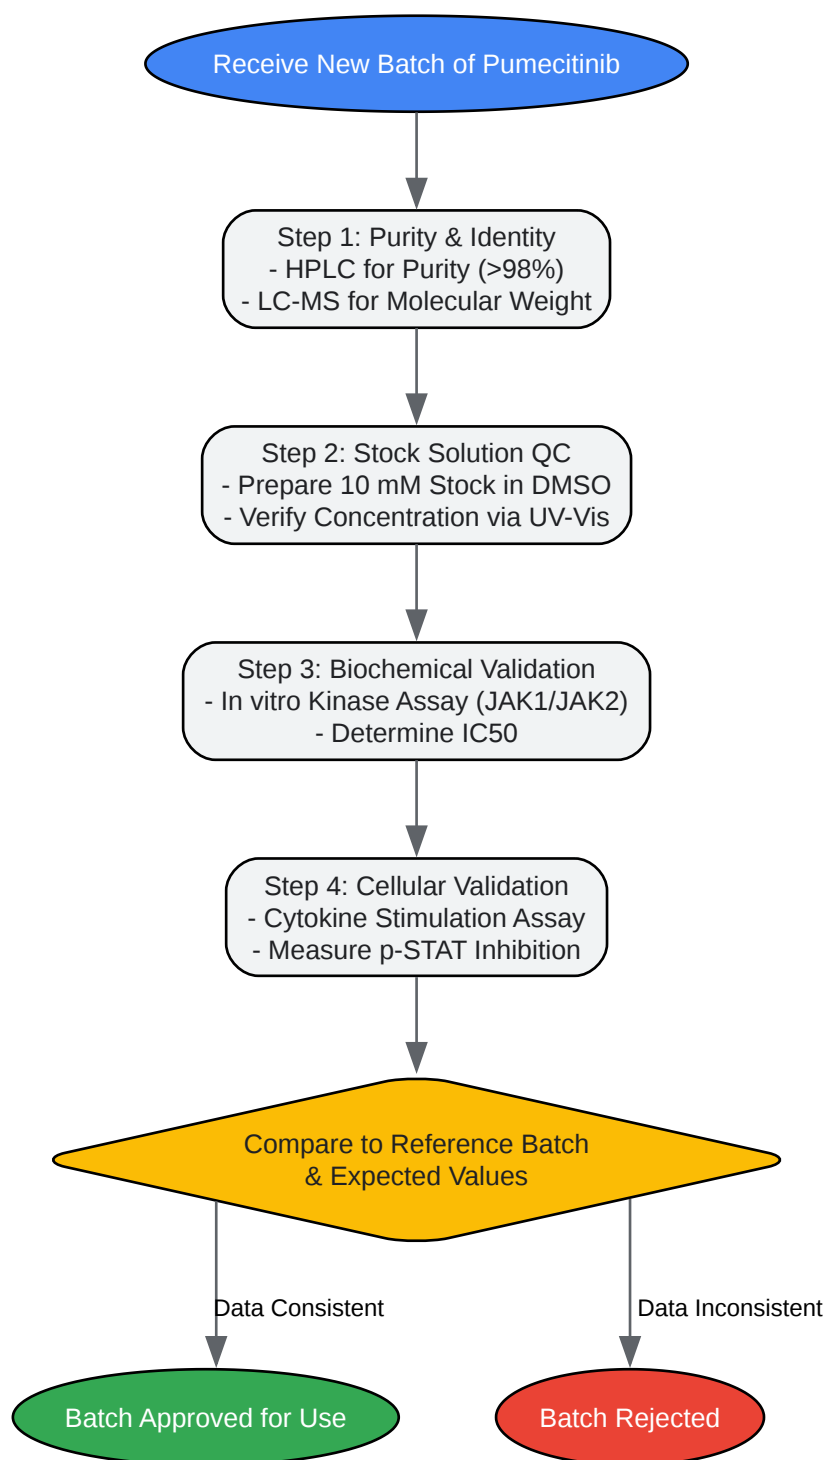 Receive New Batch of Pumecitinib
Step 1: Purity & Identity
- HPLC for Purity (>98%)
- LC-MS for Molecular Weight
Step 2: Stock Solution QC
- Prepare 10 mM Stock in DMSO
- Verify Concentration via UV-Vis
Step 3: Biochemical Validation
- In vitro Kinase Assay (JAK1/JAK2)
- Determine IC50
Step 4: Cellular Validation
- Cytokine Stimulation Assay
- Measure p-STAT Inhibition
Compare to Reference Batch
& Expected Values
Data Consistent
Data Inconsistent
Batch Approved for Use
Batch Rejected